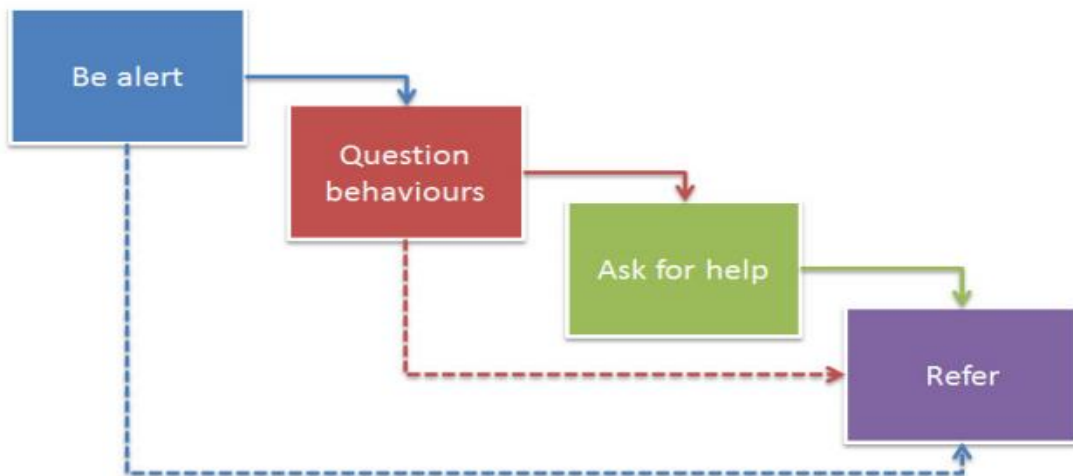 Be alert
Question
behaviours
Ask for help
Refer